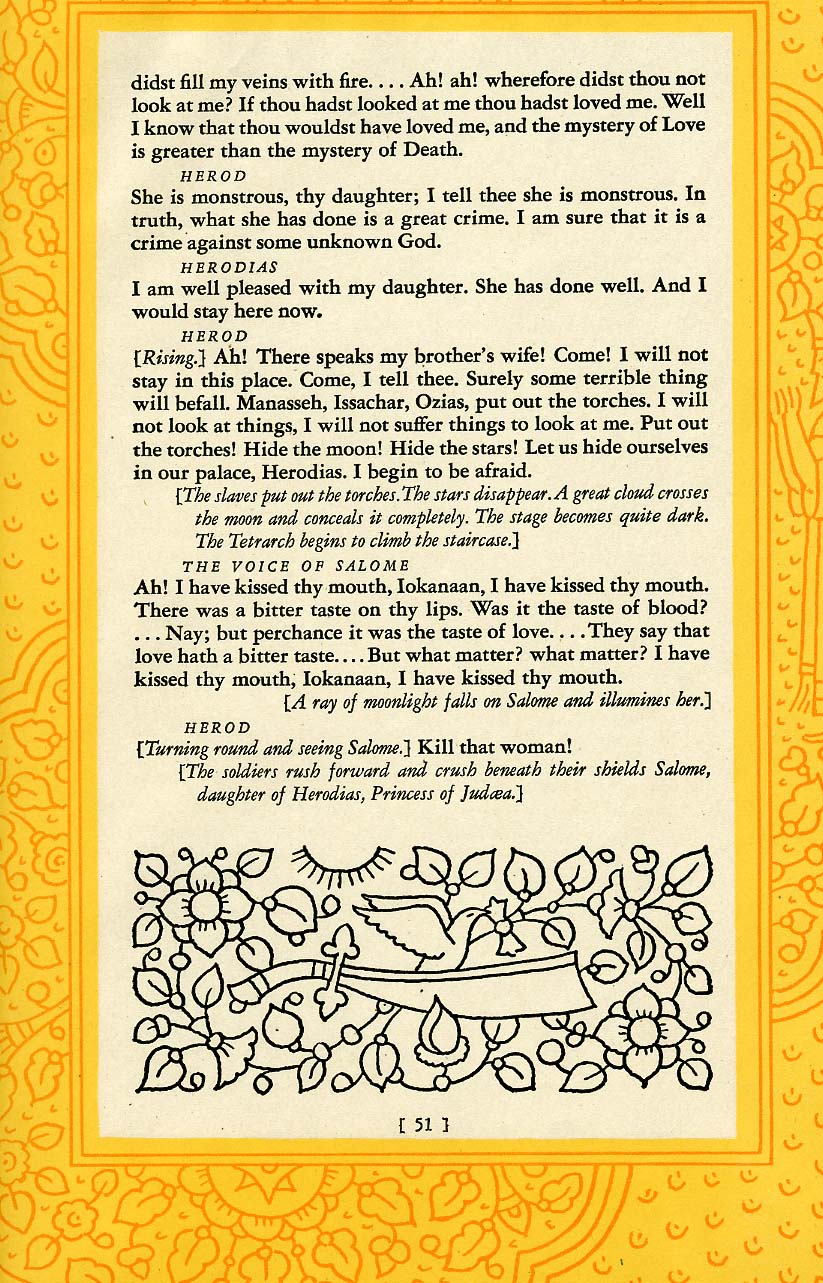 didst fill my veins with fire.... Ah! ah! wherefore didst thou not
look at me? If thou hadst looked at me thou hadst loved me. Well
I know that thou wouldst have loved me, and the mystery of Love
is greater than the mystery of Death.
HEROD
She is monstrous, thy daughter; I tell thee she is monstrous. In
truth, what she has done is a great crime. I am sure that it is a
crime against some unknown God.
HERODIAS
I am well pleased with my daughter. She has done well. And I
would stay here now.
HEROD
[Rising.] Ah! There speaks my brother's wife! Come! I will not
stay in this place. Come, I tell thee. Surely some terrible thing
will befall. Manasseh, Issachar, Ozias, put out the torches. I will
not look at things, I will not suffer things to look at me. Put out
the torches! Hide the moon! Hide the stars! Let us hide ourselves
in our palace, Herodias. I begin to be afraid.
[The slaves put out the torches. The stars disappear. A great cloud crosses
the moon and conceals it completely. The stage becomes quite dark.
The Tetrarch begins to climb the staircase.]
THE VOICE OF SALOME
Ah! I have kissed thy mouth, Iokanaan, I have kissed thy mouth.
There was a bitter taste on thy lips. Was it the taste of blood?
... Nay; but perchance it was the taste of love.... They say that
love hath a bitter taste.... But what matter? what matter? I have
kissed thy mouth, Iokanaan, I have kissed thy mouth.
[A ray of moonlight falls on Salome and illumines her.]
HEROD
[Turning round and seeing Salome.] Kill that woman!
[The soldiers rush forward and crush beneath their shields Salome,
daughter of Herodias, Princess of Judæa.]
[ 51 ]